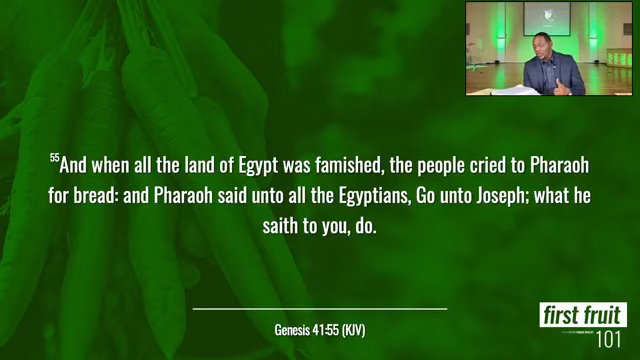 55And when all the land of Egypt was famished, the people cried to Pharaoh
for bread: and Pharaoh said unto all the Egyptians, Go unto Joseph; what he
saith to you, do.
Genesis 41:55 (KJV)
first fruit
101